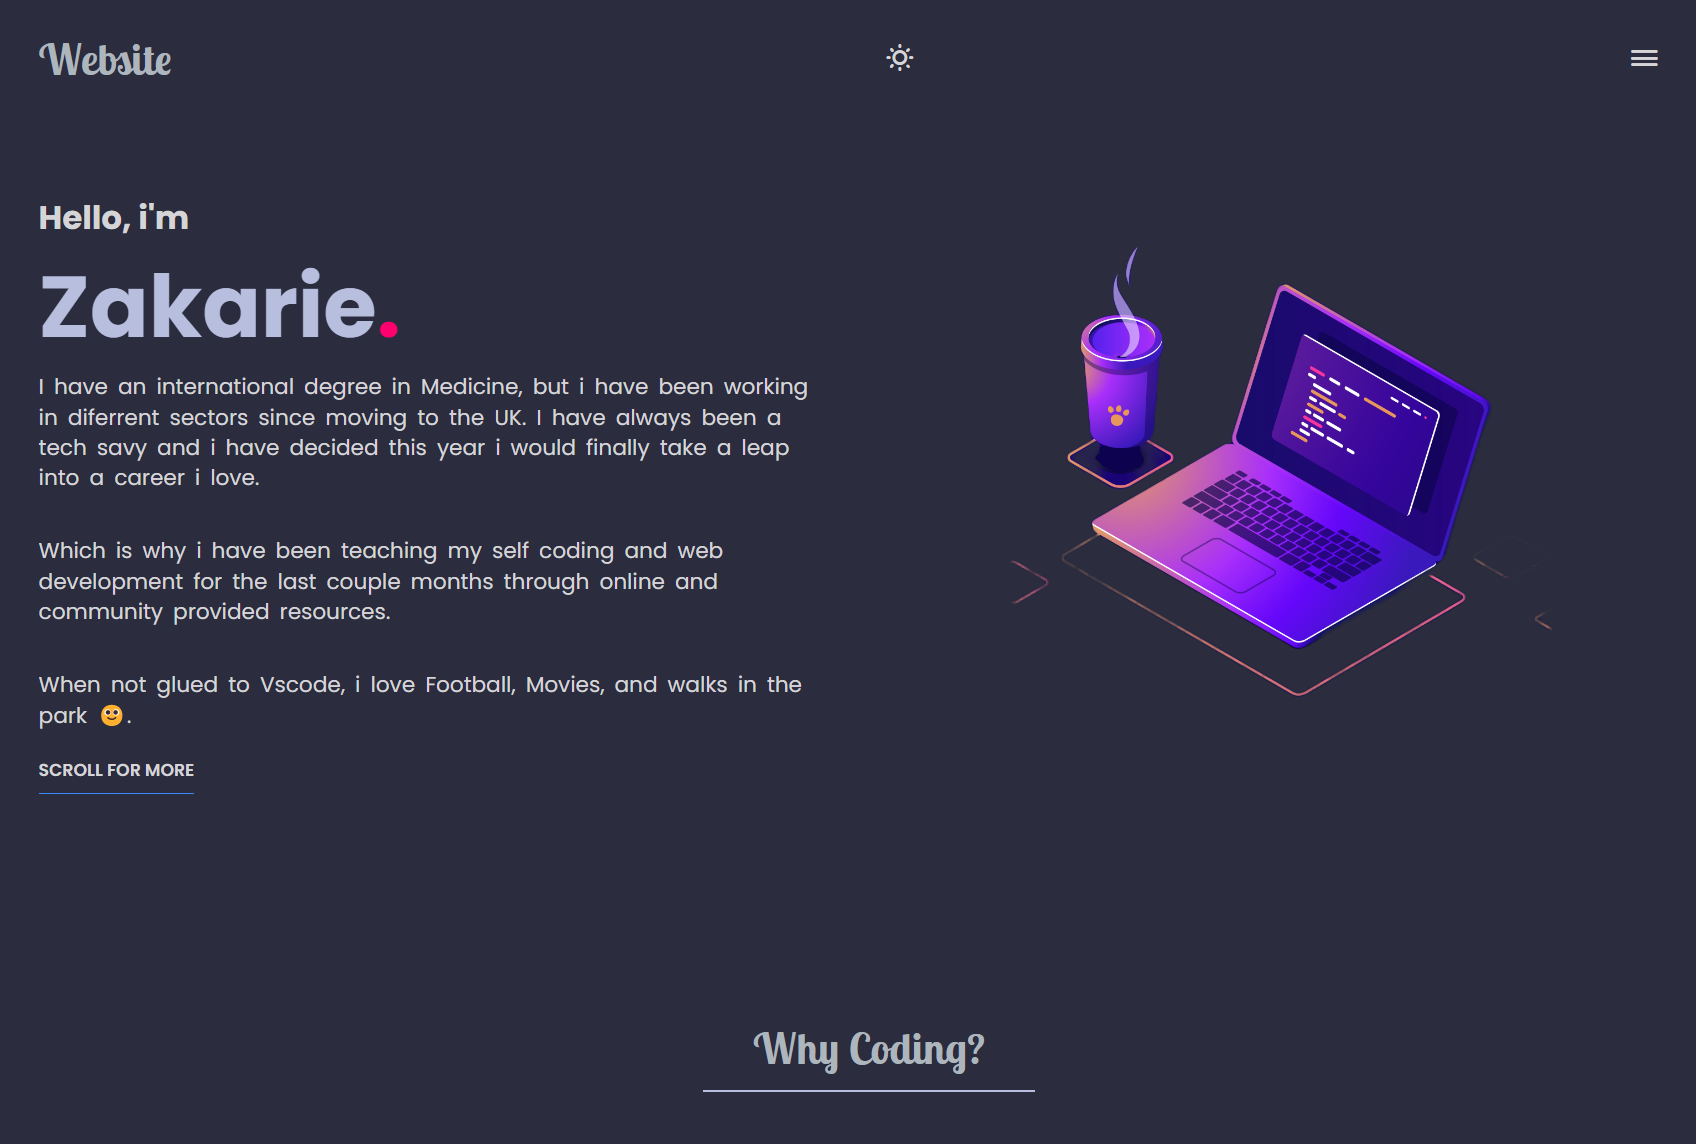 Website
Hello, i'm
Zakarie.
I have an international degree in Medicine, but i have been working
in diferrent sectors since moving to the UK. I have always been a
tech savy and i have decided this year i would finally take a leap
into a career i love.
Which is why i have been teaching my self coding and web
development for the last couple months through online and
community provided resources.
When not glued to Vscode, i love Football, Movies, and walks in the
park 🙂.
SCROLL FOR MORE
Why Coding?